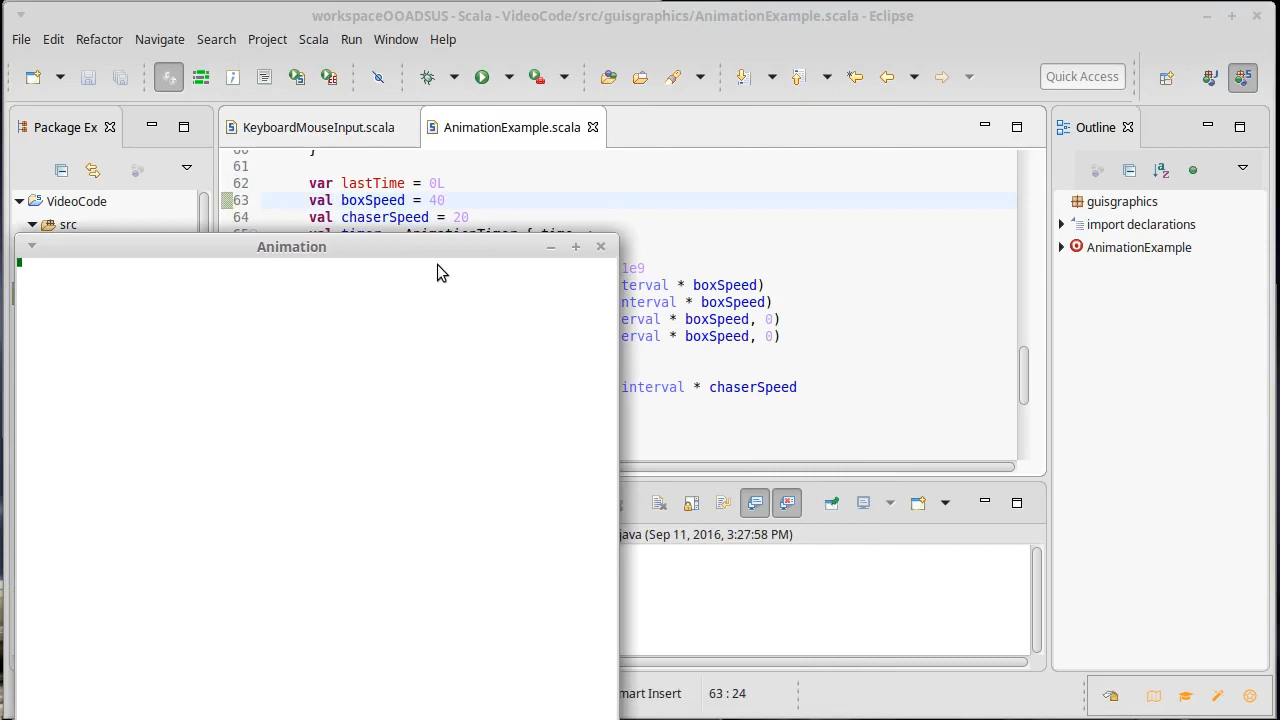 workspaceOOADSUS - Scala - VideoCode/src/guisgraphics/AnimationExample.scala - Eclipse
File Edit Refactor Navigate Search Project Scala Run Window Help
Quick Access
Package Ex
KeyboardMouseInput.scala
AnimationExample.scala
Outline
VideoCode
src
60 }
61
62 var lastTime = 0L
63 val boxSpeed = 40
64 val chaserSpeed = 20
1e9
terval * boxSpeed)
nterval * boxSpeed)
erval * boxSpeed, 0)
erval * boxSpeed, 0)
interval * chaserSpeed
guisgraphics
import declarations
AnimationExample
Animation
java (Sep 11, 2016, 3:27:58 PM)
mart Insert
63 : 24